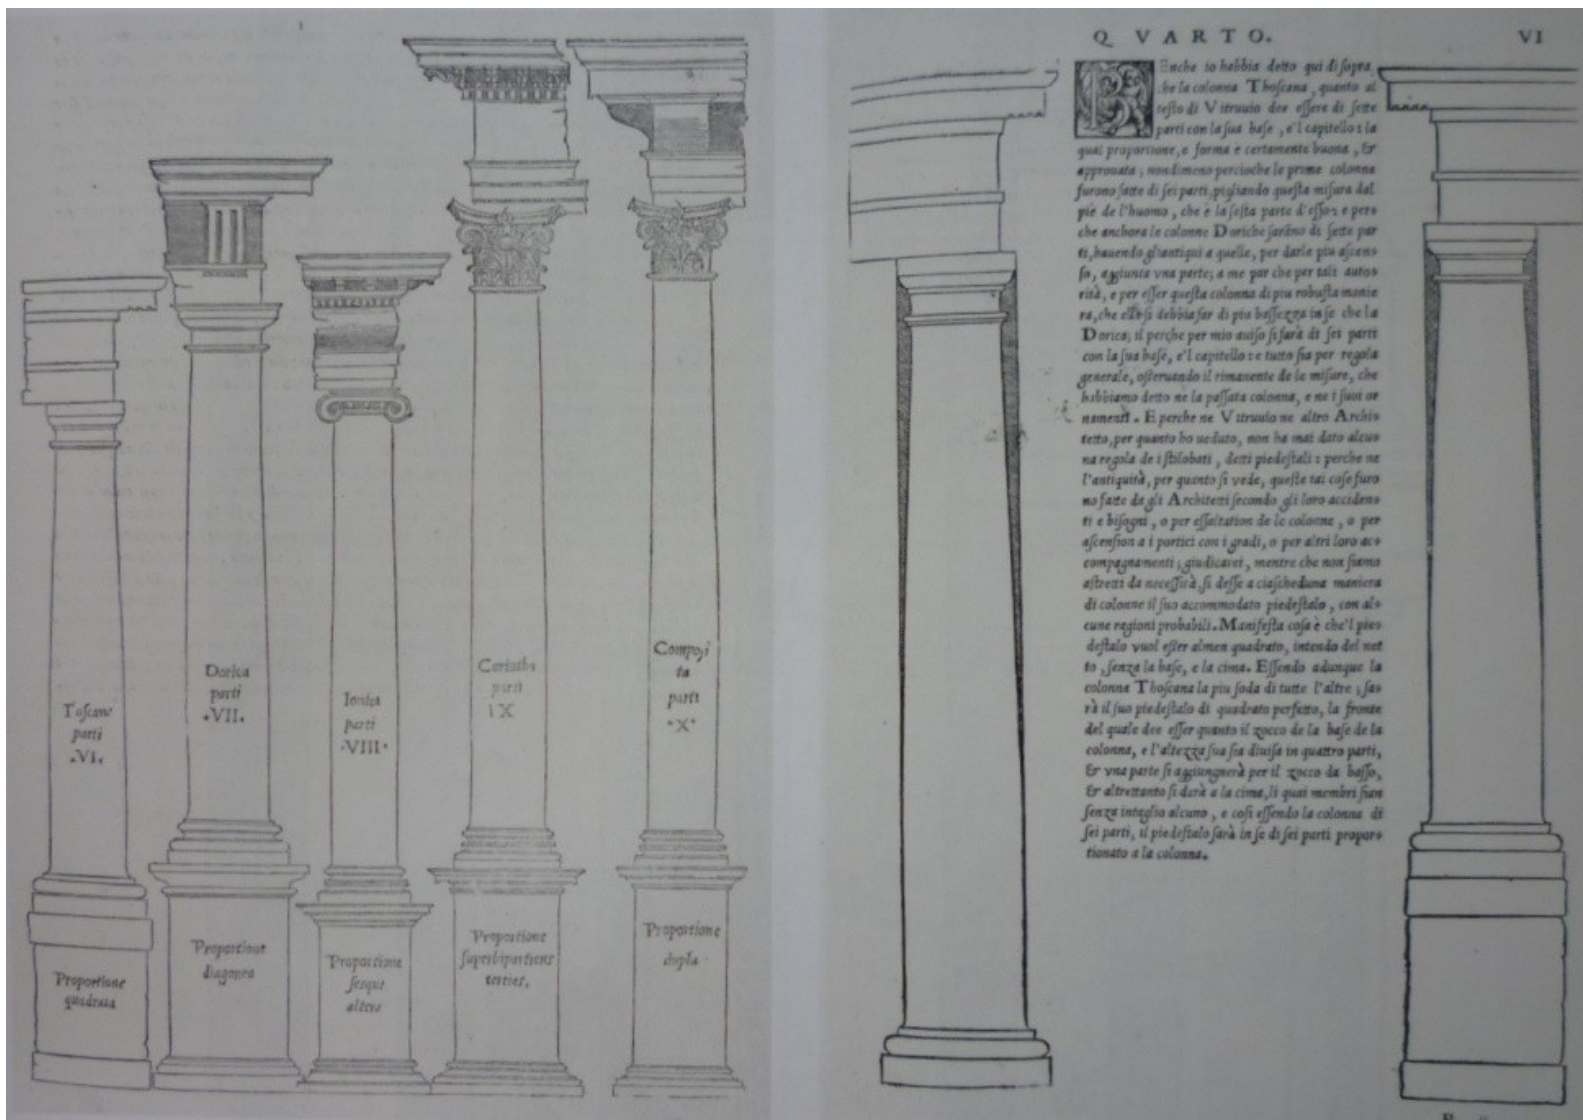 Toscana
parti
.VI.
Dorica
parti
.VII.
Ionica
parti
.VIII.
Corinthia
parti
IX
Composi
ta
parti
.X.
Proportione
quadrata
Proportione
diagonea
Proportione
sesqui
altera
Proportione
superbipartiens
tertias.
Proportione
dupla
Q V A R T O.
VI
BEnche io habbia detto qui di sopra,
che la colonna Thoscana, quanto al
testo di Vitruuio dee essere di sette
parti con la sua base, e'l capitello: la
qual proportione, e forma e certamente buona, &
approuata; nondimeno percioche le prime colonne
furono fatte di sei parti, pigliando questa misura dal
pie de l'huomo, che è la sesta parte d'esso: e pero
che anchora le colonne Doriche sarãno di sette par
ti, hauendo gliantiqui a quelle, per darle piu ascen=
so, aggiunta vna parte; a me par che per tali auto=
rità, e per esser questa colonna di piu robusta manie
ra, che ella si debbia far di piu bassezza in se che la
Dorica; il perche per mio auiso si farà di sei parti
con la sua base, e'l capitello: e tutto sia per regola
generale, osseruando il rimanente de le misure, che
habbiamo detto ne la passata colonna, e ne i suoi or
namenti. E perche ne Vitruuio ne altro Archi=
tetto, per quanto ho ueduto, non ha mai dato alcu=
na regola de i stilobati, detti piedestali: perche ne
l'antiquità, per quanto si vede, queste tai cose furo
no fatte da gli Architetti secondo gli loro acciden=
ti e bisogni, o per essaltation de le colonne, o per
ascension a i portici con i gradi, o per altri loro ac=
compagnamenti; giudicarei, mentre che non siamo
astretti da necessità, si desse a ciascheduna maniera
di colonne il suo accommodato piedestalo, con al=
cune ragioni probabili. Manifesta cosa è che'l pie=
destalo vuol esser almen quadrato, intendo del net
to, senza la base, e la cima. Essendo adunque la
colonna Thoscana la piu soda di tutte l'altre; sa=
rà il suo piedestalo di quadrato perfetto, la fronte
del quale dee esser quanto il zocco de la base de la
colonna, e l'altezza sua sia diuisa in quattro parti,
& vna parte si aggiungnerà per il zocco da basso,
& altrettanto si darà a la cima, li quai membri sian
senza intaglio alcuno, e cosi essendo la colonna di
sei parti, il piedestalo sarà in se di sei parti propor=
tionato a la colonna.